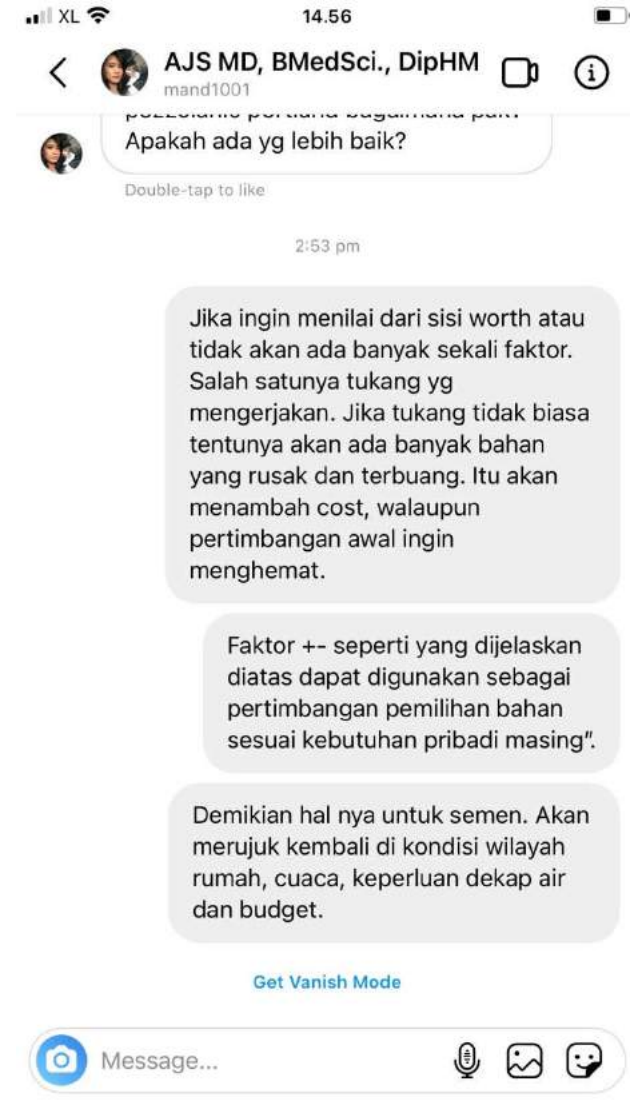 XL
14.56
AJS MD, BMedSci., DipHM
mand1001
Apakah ada yg lebih baik?
Double-tap to like
2:53 pm
Jika ingin menilai dari sisi worth atau
tidak akan ada banyak sekali faktor.
Salah satunya tukang yg
mengerjakan. Jika tukang tidak biasa
tentunya akan ada banyak bahan
yang rusak dan terbuang. Itu akan
menambah cost, walaupun
pertimbangan awal ingin
menghemat.
Faktor +- seperti yang dijelaskan
diatas dapat digunakan sebagai
pertimbangan pemilihan bahan
sesuai kebutuhan pribadi masing".
Demikian hal nya untuk semen. Akan
merujuk kembali di kondisi wilayah
rumah, cuaca, keperluan dekap air
dan budget.
Get Vanish Mode
Message...